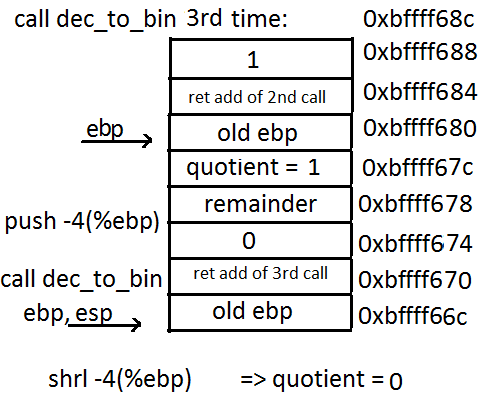 call dec_to_bin 3rd time: 0xbffff68c
1 0xbffff688
ret add of 2nd call 0xbffff684
ebp old ebp 0xbffff680
quotient = 1 0xbffff67c
remainder 0xbffff678
push -4(%ebp)
0 0xbffff674
call dec_to_bin ret add of 3rd call 0xbffff670
ebp, esp old ebp 0xbffff66c
shrl -4(%ebp) => quotient = 0